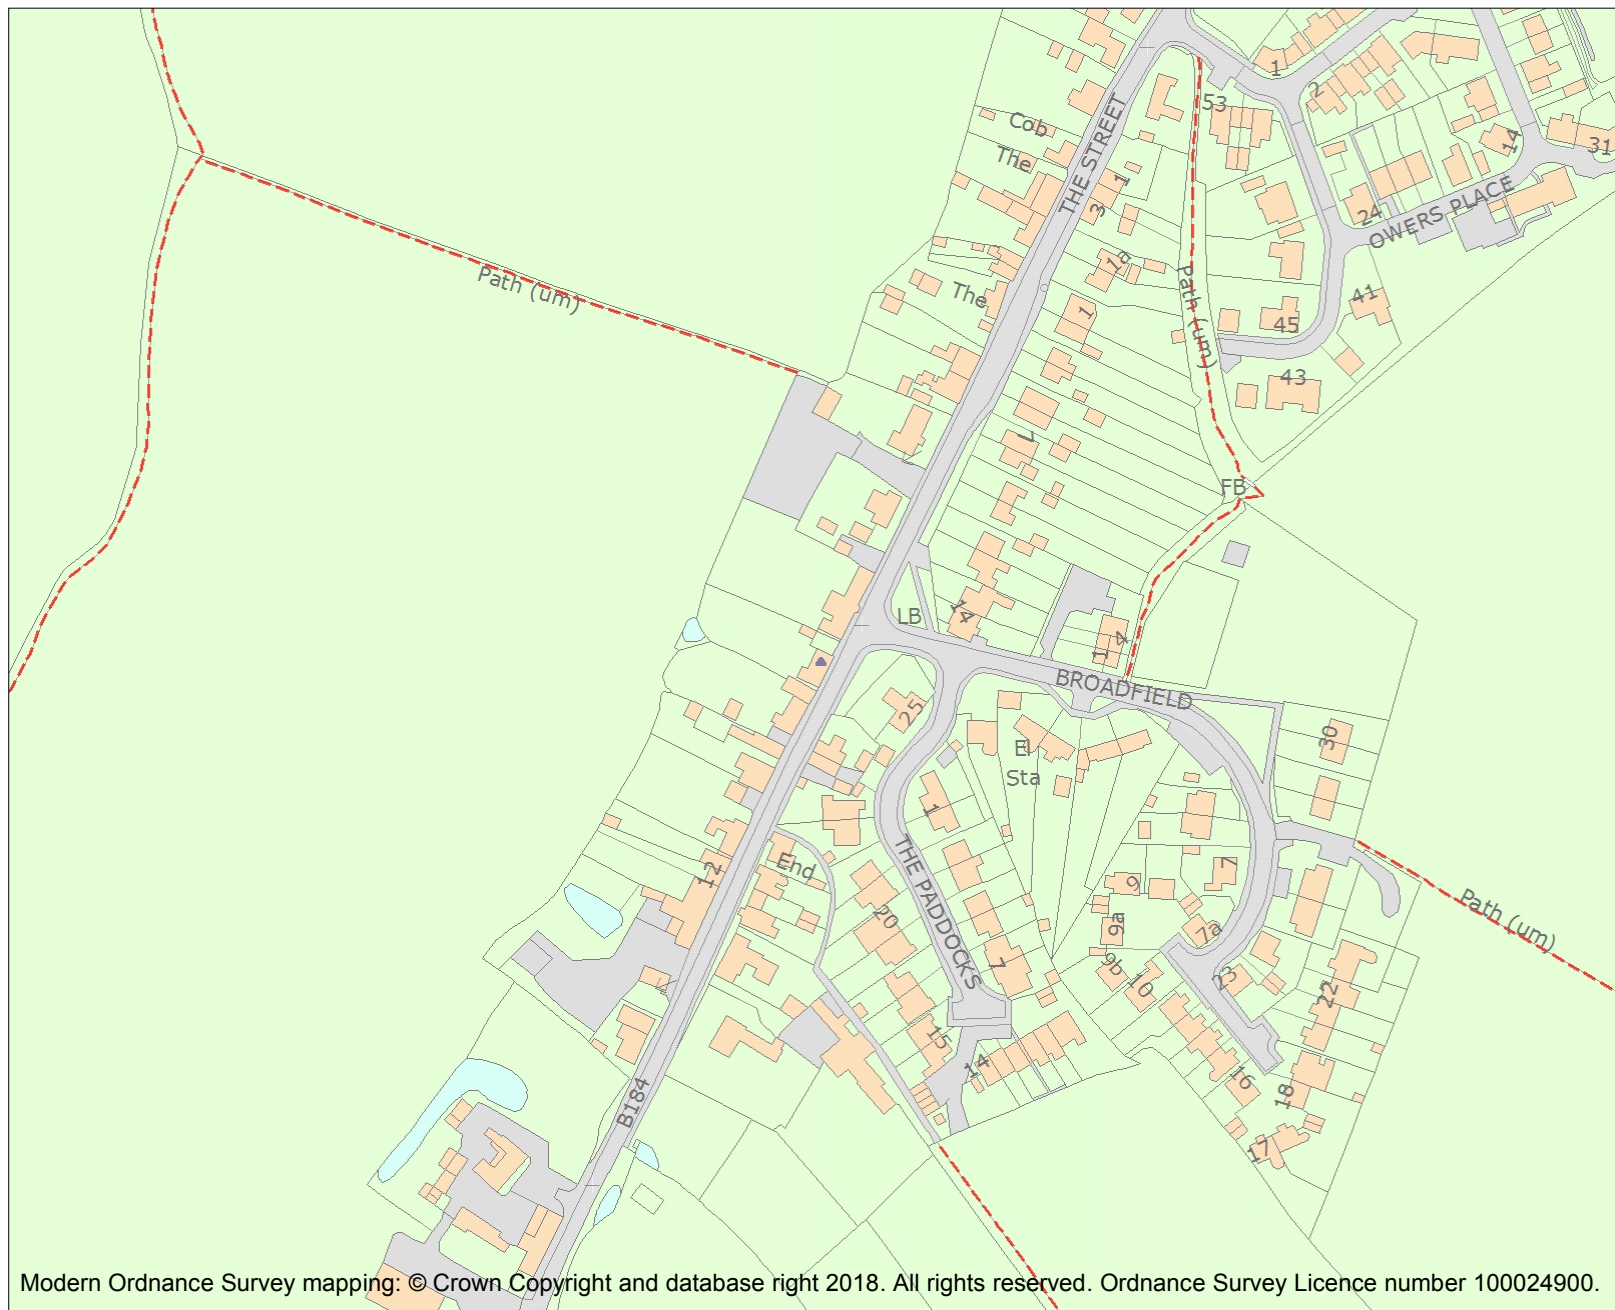 1
2
53
Cob
The
THE STREET
14
31
1
3
24
OWERS PLACE
1a
Path (um)
The
Path (um)
41
1
45
43
7
FB
14
LB
4
1
BROADFIELD
25
30
El
Sta
1
THE PADDOCKS
End
12
7
9
20
9a
7a
Path (um)
7
9b
10
23
22
15
14
16
18
B184
17
Modern Ordnance Survey mapping: © Crown Copyright and database right 2018. All rights reserved. Ordnance Survey Licence number 100024900.